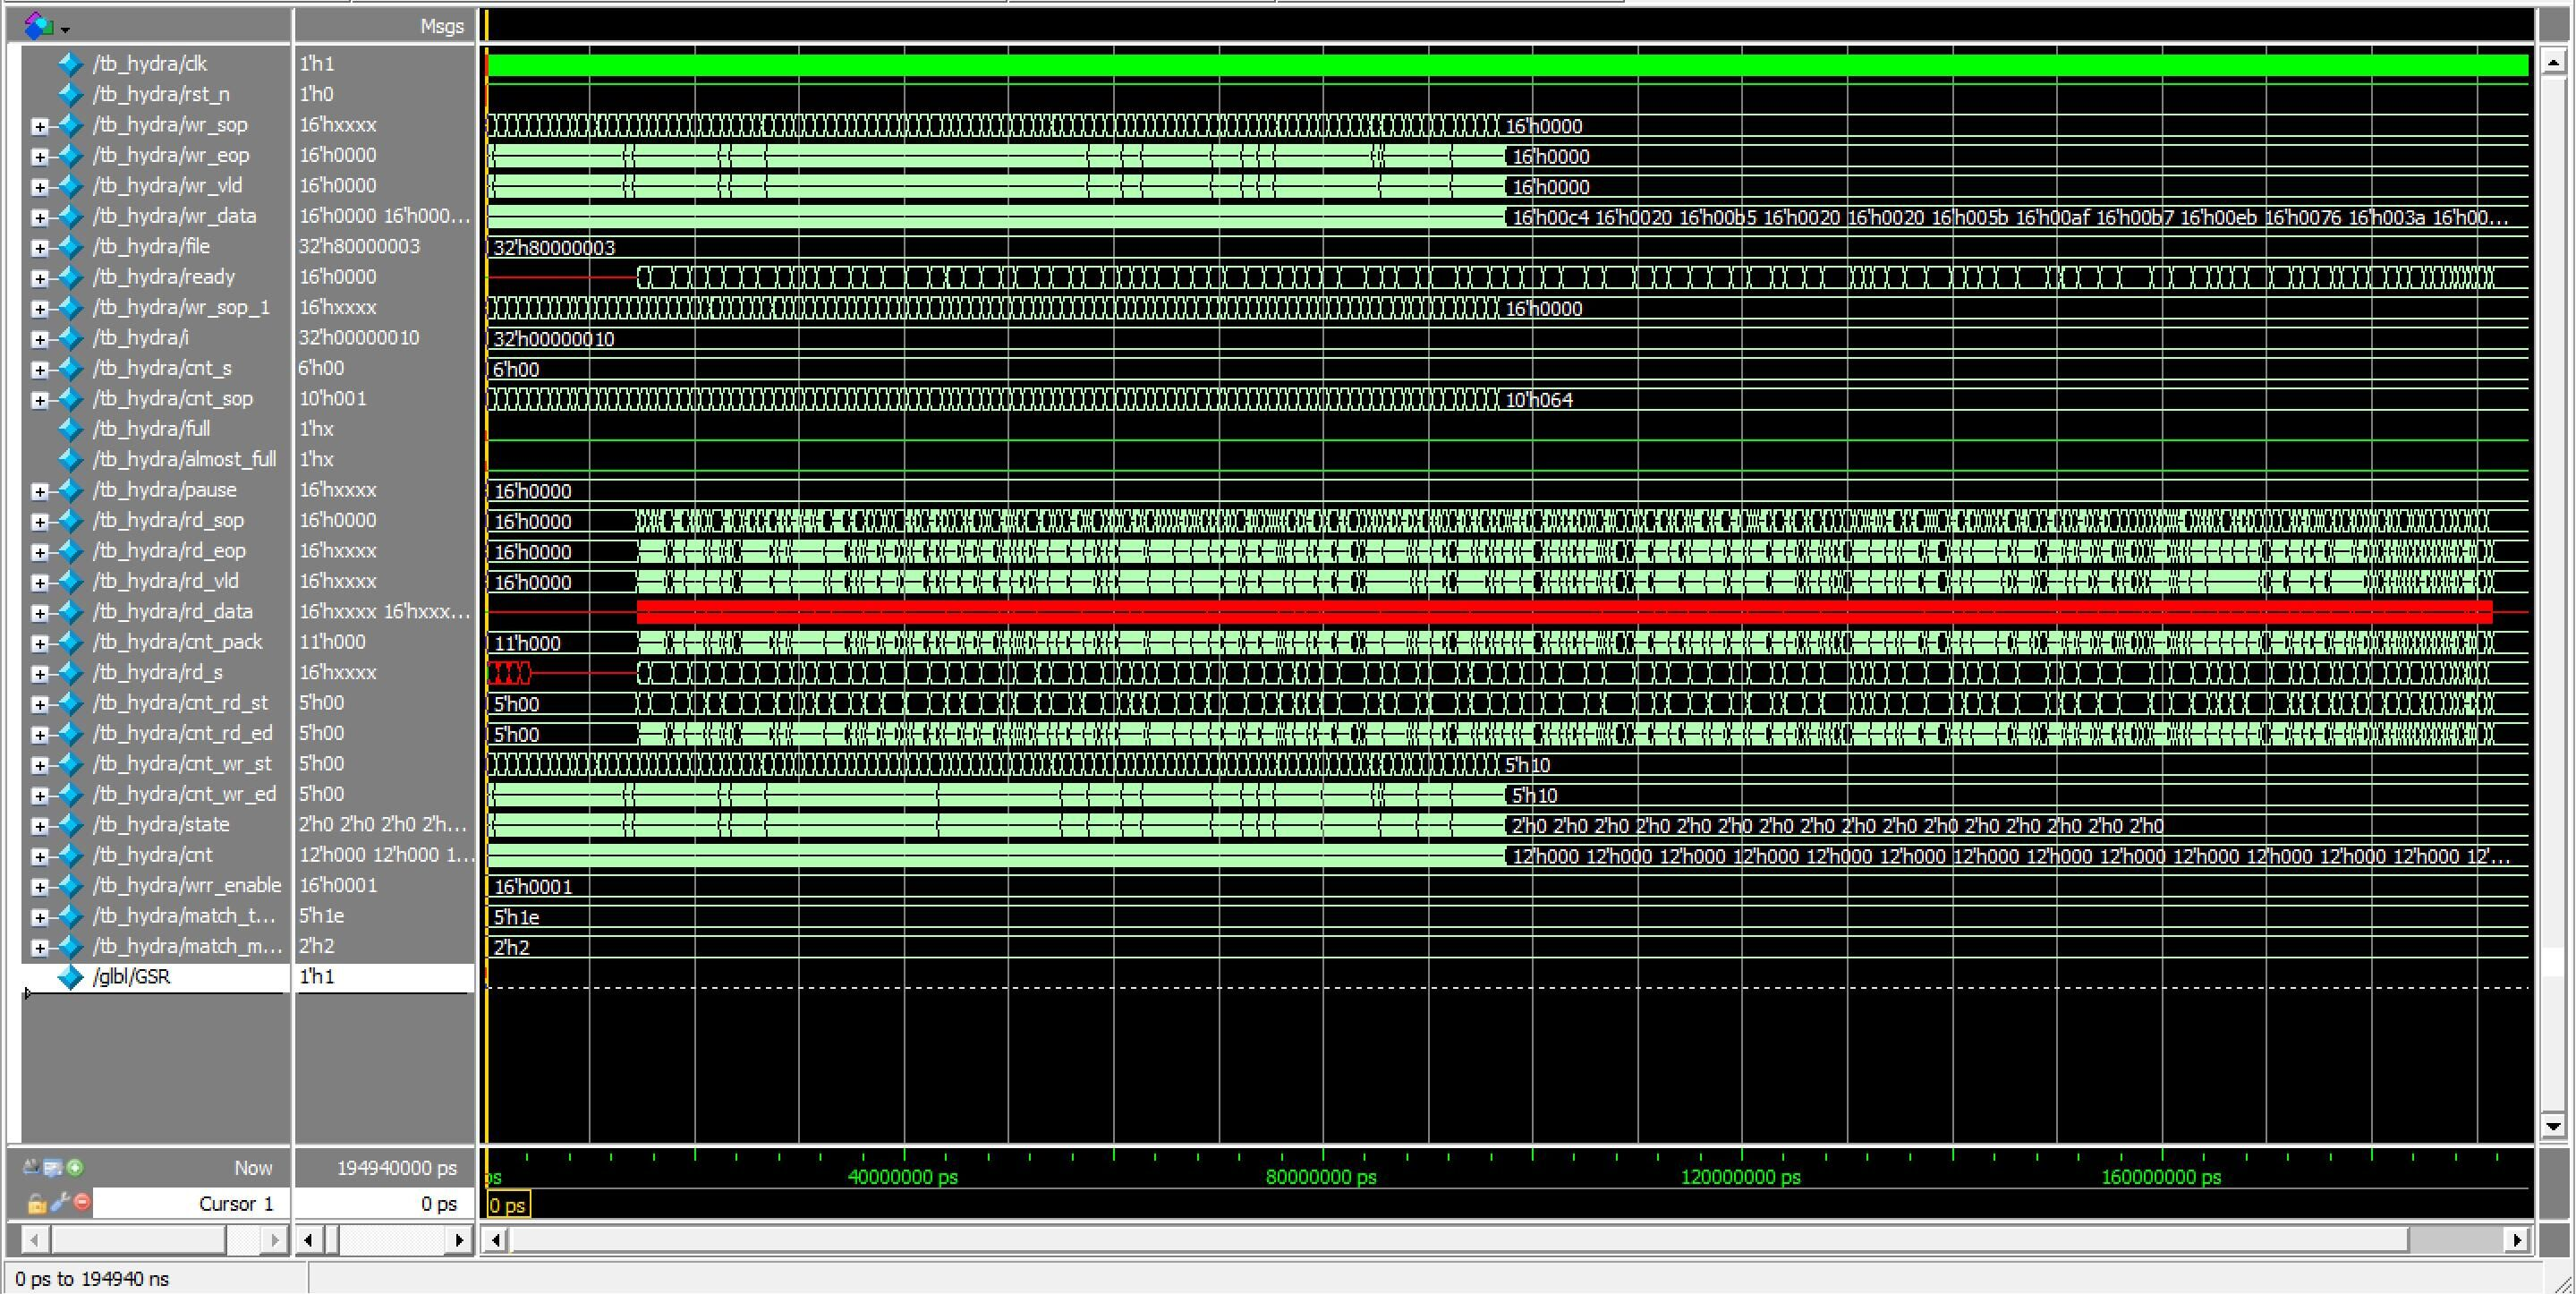 Msgs
/tb_hydra/clk 1'h1
/tb_hydra/rst_n 1'h0
/tb_hydra/wr_sop 16'hxxxx 16'h0000
/tb_hydra/wr_eop 16'h0000 16'h0000
/tb_hydra/wr_vld 16'h0000 16'h0000
/tb_hydra/wr_data 16'h0000 16'h000... 16'h00c4 16'h0020 16'h00b5 16'h0020 16'h0020 16'h005b 16'h00af 16'h00b7 16'h00eb 16'h0076 16'h003a 16'h00...
/tb_hydra/file 32'h80000003 32'h80000003
/tb_hydra/ready 16'h0000
/tb_hydra/wr_sop_1 16'hxxxx 16'h0000
/tb_hydra/i 32'h00000010 32'h00000010
/tb_hydra/cnt_s 6'h00 6'h00
/tb_hydra/cnt_sop 10'h001 10'h064
/tb_hydra/full 1'hx
/tb_hydra/almost_full 1'hx
/tb_hydra/pause 16'hxxxx 16'h0000
/tb_hydra/rd_sop 16'h0000 16'h0000
/tb_hydra/rd_eop 16'hxxxx 16'h0000
/tb_hydra/rd_vld 16'hxxxx 16'h0000
/tb_hydra/rd_data 16'hxxxx 16'hxxx...
/tb_hydra/cnt_pack 11'h000 11'h000
/tb_hydra/rd_s 16'hxxxx
/tb_hydra/cnt_rd_st 5'h00 5'h00
/tb_hydra/cnt_rd_ed 5'h00 5'h00
/tb_hydra/cnt_wr_st 5'h00 5'h10
/tb_hydra/cnt_wr_ed 5'h00 5'h10
/tb_hydra/state 2'h0 2'h0 2'h0 2'h... 2'h0 2'h0 2'h0 2'h0 2'h0 2'h0 2'h0 2'h0 2'h0 2'h0 2'h0 2'h0 2'h0 2'h0 2'h0 2'h0
/tb_hydra/cnt 12'h000 12'h000 1... 12'h000 12'h000 12'h000 12'h000 12'h000 12'h000 12'h000 12'h000 12'h000 12'h000 12'h000 12'h000 12'h000 12'...
/tb_hydra/wrr_enable 16'h0001 16'h0001
/tb_hydra/match_t... 5'h1e 5'h1e
/tb_hydra/match_m... 2'h2 2'h2
/glbl/GSR 1'h1
Now 194940000 ps ps 40000000 ps 80000000 ps 120000000 ps 160000000 ps
Cursor 1 0 ps 0 ps
0 ps to 194940 ns